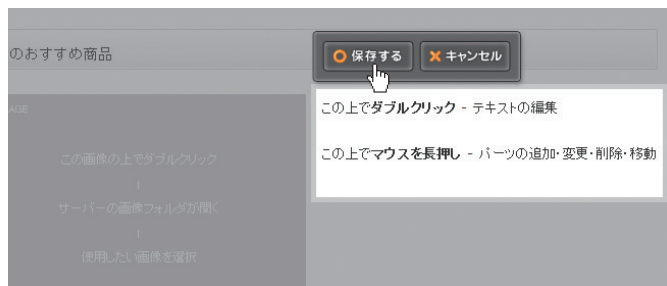 のおすすめ商品
保存する
キャンセル
AGE
この画像の上でダブルクリック
↓
サーバーの画像フォルダが開く
↓
使用したい画像を選択
この上でダブルクリック - テキストの編集
この上でマウスを長押し - パーツの追加・変更・削除・移動